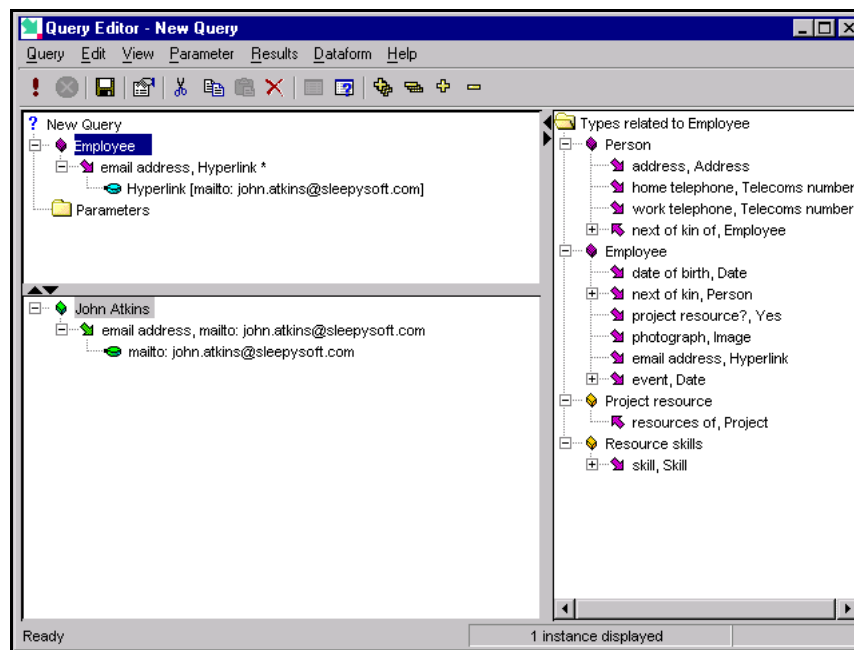 Query Editor - New Query
Query Edit View Parameter Results Dataform Help
? New Query
Employee
email address, Hyperlink *
Hyperlink [mailto: john.atkins@sleepysoft.com]
Parameters
John Atkins
email address, mailto: john.atkins@sleepysoft.com
mailto: john.atkins@sleepysoft.com
Types related to Employee
Person
address, Address
home telephone, Telecoms number
work telephone, Telecoms number
next of kin of, Employee
Employee
date of birth, Date
next of kin, Person
project resource?, Yes
photograph, Image
email address, Hyperlink
event, Date
Project resource
resources of, Project
Resource skills
skill, Skill
Ready
1 instance displayed